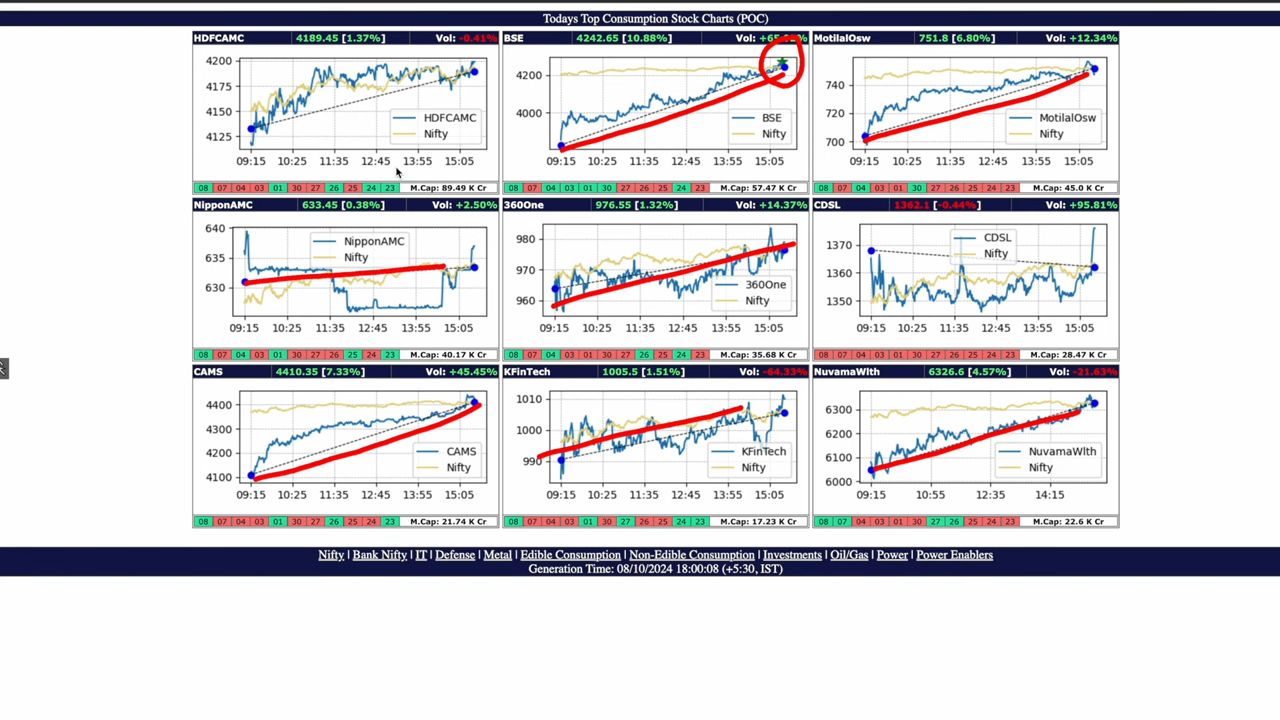 Todays Top Consumption Stock Charts (POC)
HDFCAMC 4189.45 [1.37%] Vol: -0.41%
4200
4175
4150
4125
HDFCAMC
Nifty
09:15 10:25 11:35 12:45 13:55 15:05
08 07 04 03 01 30 27 26 25 24 23 M.Cap: 89.49 K Cr
BSE 4242.65 [10.88%] Vol:
4200
4000
BSE
Nifty
09:15 10:25 11:35 12:45 13:55 15:05
08 07 04 03 01 30 27 26 25 24 23 M.Cap: 57.47 K Cr
MotilalOsw 751.8 [6.80%] Vol: +12.34%
740
720
700
MotilalOsw
Nifty
09:15 10:25 11:35 12:45 13:55 15:05
08 07 04 03 01 30 27 26 25 24 23 M.Cap: 45.0 K Cr
NipponAMC 633.45 [0.38%] Vol: +2.50%
640
630
NipponAMC
Nifty
09:15 10:25 11:35 12:45 13:55 15:05
08 07 04 03 01 30 27 26 25 24 23 M.Cap: 40.17 K Cr
360One 976.55 [1.32%] Vol: +14.37%
980
970
960
360One
Nifty
09:15 10:25 11:35 12:45 13:55 15:05
08 07 04 03 01 30 27 26 25 24 23 M.Cap: 35.68 K Cr
CDSL 1362.1 [-0.44%] Vol: +95.81%
1370
1360
1350
CDSL
Nifty
09:15 10:25 11:35 12:45 13:55 15:05
08 07 04 03 01 30 27 26 25 24 23 M.Cap: 28.47 K Cr
CAMS 4410.35 [7.33%] Vol: +45.45%
4400
4300
4200
4100
CAMS
Nifty
09:15 10:25 11:35 12:45 13:55 15:05
08 07 04 03 01 30 27 26 25 24 23 M.Cap: 21.74 K Cr
KFinTech 1005.5 [1.51%] Vol: -64.33%
1010
1000
990
KFinTech
Nifty
09:15 10:25 11:35 12:45 13:55 15:05
08 07 04 03 01 30 27 26 25 24 23 M.Cap: 17.23 K Cr
NuvamaWlth 6326.6 [4.57%] Vol: -21.63%
6300
6200
6100
6000
NuvamaWlth
Nifty
09:15 10:55 12:35 14:15
08 07 04 03 01 30 27 26 25 24 23 M.Cap: 22.6 K Cr
Nifty | Bank Nifty | IT | Defense | Metal | Edible Consumption | Non-Edible Consumption | Investments | Oil/Gas | Power | Power Enablers
Generation Time: 08/10/2024 18:00:08 (+5:30, IST)